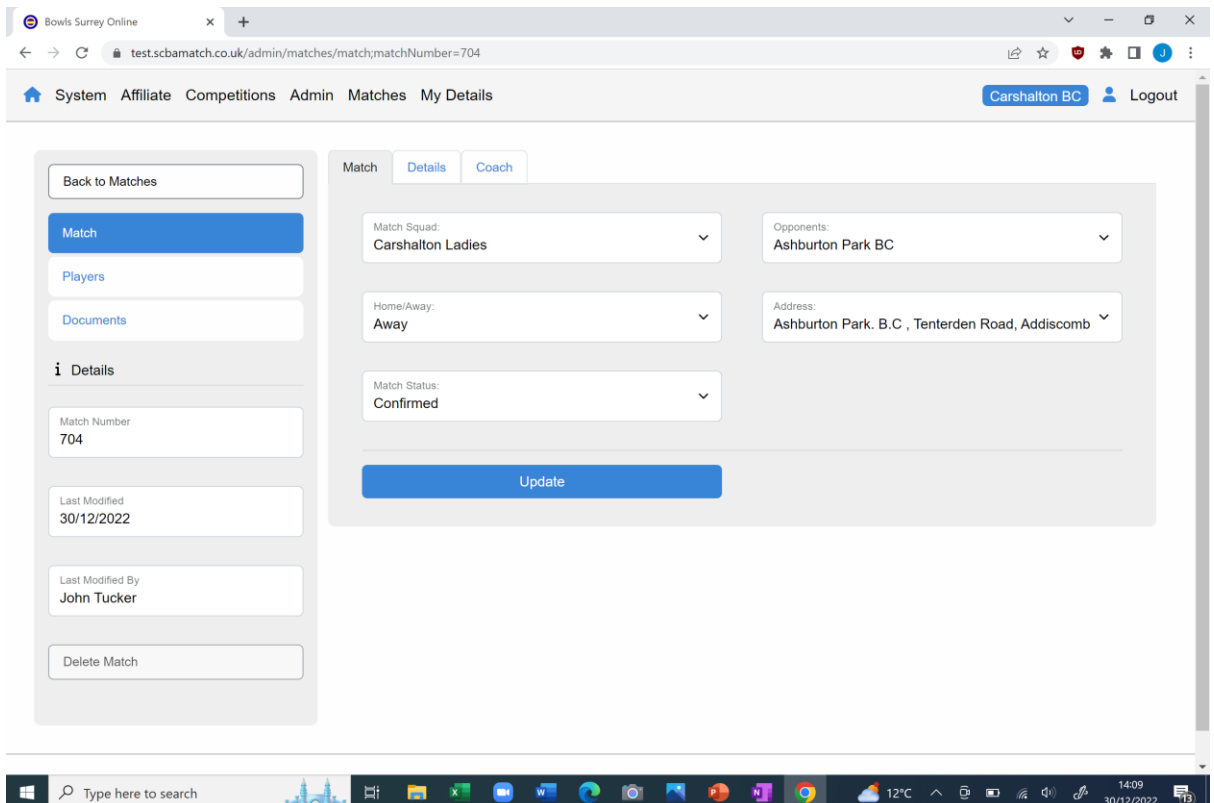 Bowls Surrey Online
test.scbamatch.co.uk/admin/matches/match;matchNumber=704
J
System Affiliate Competitions Admin Matches My Details
Carshalton BC
Logout
Back to Matches
Match
Players
Documents
i Details
Match Number
704
Last Modified
30/12/2022
Last Modified By
John Tucker
Delete Match
Match Details Coach
Match Squad:
Carshalton Ladies
Opponents:
Ashburton Park BC
Home/Away:
Away
Address:
Ashburton Park. B.C , Tenterden Road, Addiscomb
Match Status:
Confirmed
Update
Type here to search
12°C
14:09
30/12/2022
13